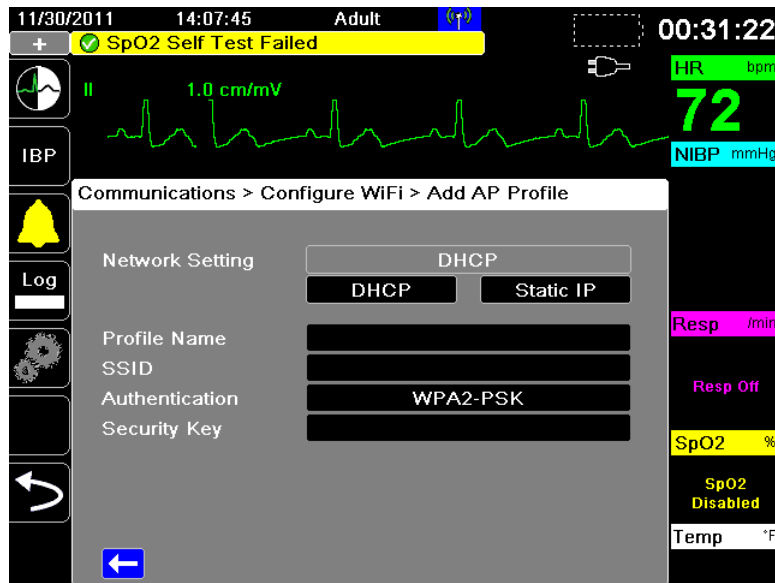 11/30/2011 14:07:45 Adult
00:31:22
SpO2 Self Test Failed
HR bpm
II 1.0 cm/mV
72
IBP
NIBP mmHg
Communications > Configure WiFi > Add AP Profile
Network Setting DHCP
DHCP Static IP
Log
Resp /min
Profile Name
SSID
Resp Off
Authentication WPA2-PSK
Security Key
SpO2 %
SpO2
Disabled
Temp °F